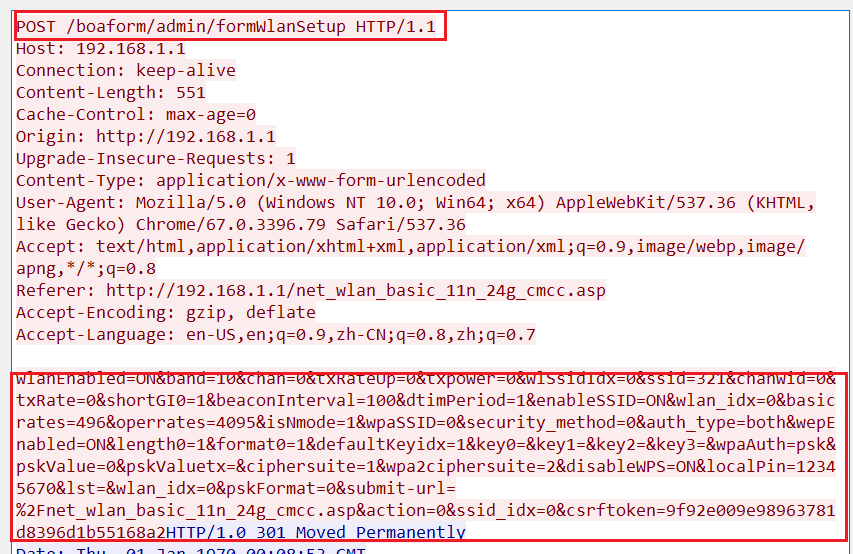 POST /boaform/admin/formWlanSetup HTTP/1.1
Host: 192.168.1.1
Connection: keep-alive
Content-Length: 551
Cache-Control: max-age=0
Origin: http://192.168.1.1
Upgrade-Insecure-Requests: 1
Content-Type: application/x-www-form-urlencoded
User-Agent: Mozilla/5.0 (Windows NT 10.0; Win64; x64) AppleWebKit/537.36 (KHTML,
like Gecko) Chrome/67.0.3396.79 Safari/537.36
Accept: text/html,application/xhtml+xml,application/xml;q=0.9,image/webp,image/
apng,*/*;q=0.8
Referer: http://192.168.1.1/net_wlan_basic_11n_24g_cmcc.asp
Accept-Encoding: gzip, deflate
Accept-Language: en-US,en;q=0.9,zh-CN;q=0.8,zh;q=0.7
wlanEnabled=ON&band=10&chan=0&txRateUp=0&txpower=0&wlSsidIdx=0&ssid=321&chanwid=0&
txRate=0&shortGI0=1&beaconInterval=100&dtimPeriod=1&enableSSID=ON&wlan_idx=0&basic
rates=496&operrates=4095&isNmode=1&wpaSSID=0&security_method=0&auth_type=both&wepE
nabled=ON&length0=1&format0=1&defaultKeyidx=1&key0=&key1=&key2=&key3=&wpaAuth=psk&
pskValue=0&pskValuetx=&ciphersuite=1&wpa2ciphersuite=2&disableWPS=ON&localPin=1234
5670&lst=&wlan_idx=0&pskFormat=0&submit-url=
%2Fnet_wlan_basic_11n_24g_cmcc.asp&action=0&ssid_idx=0&csrftoken=9f92e009e98963781
d8396d1b55168a2HTTP/1.0 301 Moved Permanently
Date: Thu, 01 Jan 1970 00:08:53 GMT